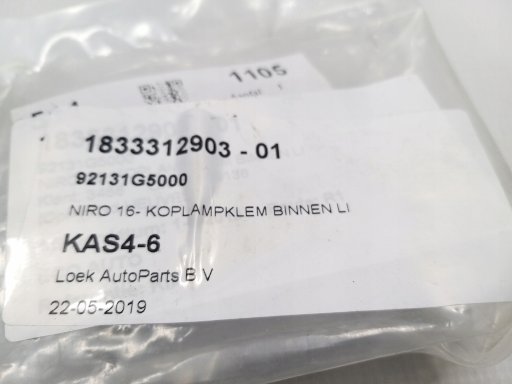 1105
1833312903 - 01
92131G5000
NIRO 16- KOPLAMPKLEM BINNEN LI
KAS4-6
Loek AutoParts B.V
22-05-2019